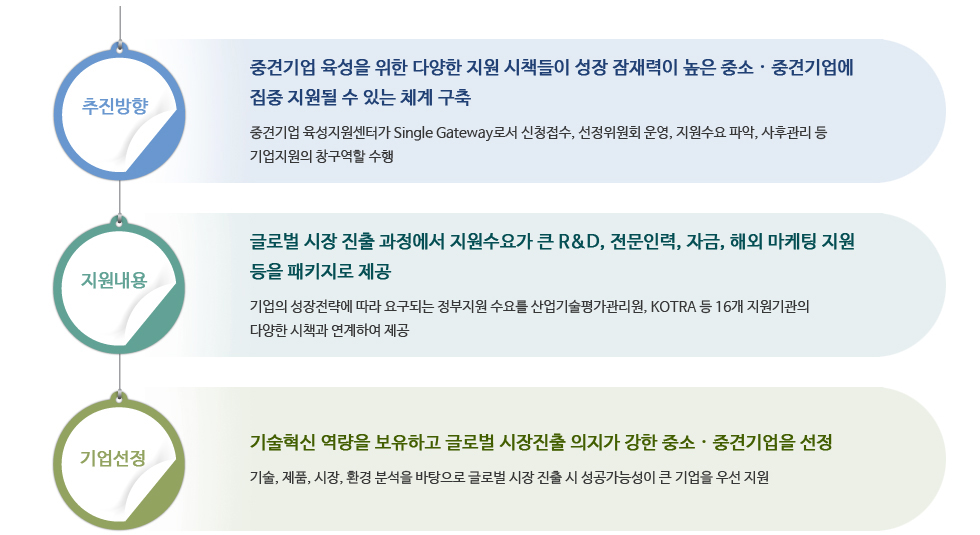 추진방향
중견기업 육성을 위한 다양한 지원 시책들이 성장 잠재력이 높은 중소 · 중견기업에
집중 지원될 수 있는 체계 구축
중견기업 육성지원센터가 Single Gateway로서 신청접수, 선정위원회 운영, 지원수요 파악, 사후관리 등
기업지원의 창구역할 수행
지원내용
글로벌 시장 진출 과정에서 지원수요가 큰 R&D, 전문인력, 자금, 해외 마케팅 지원
등을 패키지로 제공
기업의 성장전략에 따라 요구되는 정부지원 수요를 산업기술평가관리원, KOTRA 등 16개 지원기관의
다양한 시책과 연계하여 제공
기업선정
기술혁신 역량을 보유하고 글로벌 시장진출 의지가 강한 중소 · 중견기업을 선정
기술, 제품, 시장, 환경 분석을 바탕으로 글로벌 시장 진출 시 성공가능성이 큰 기업을 우선 지원